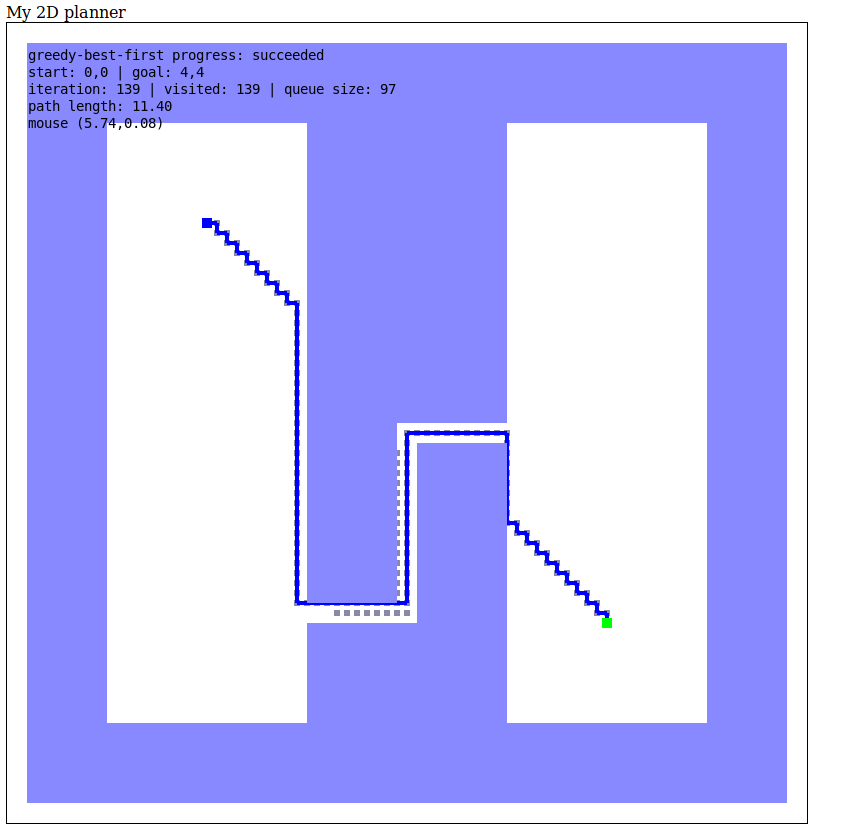 My 2D planner
greedy-best-first progress: succeeded
start: 0,0 | goal: 4,4
iteration: 139 | visited: 139 | queue size: 97
path length: 11.40
mouse (5.74,0.08)